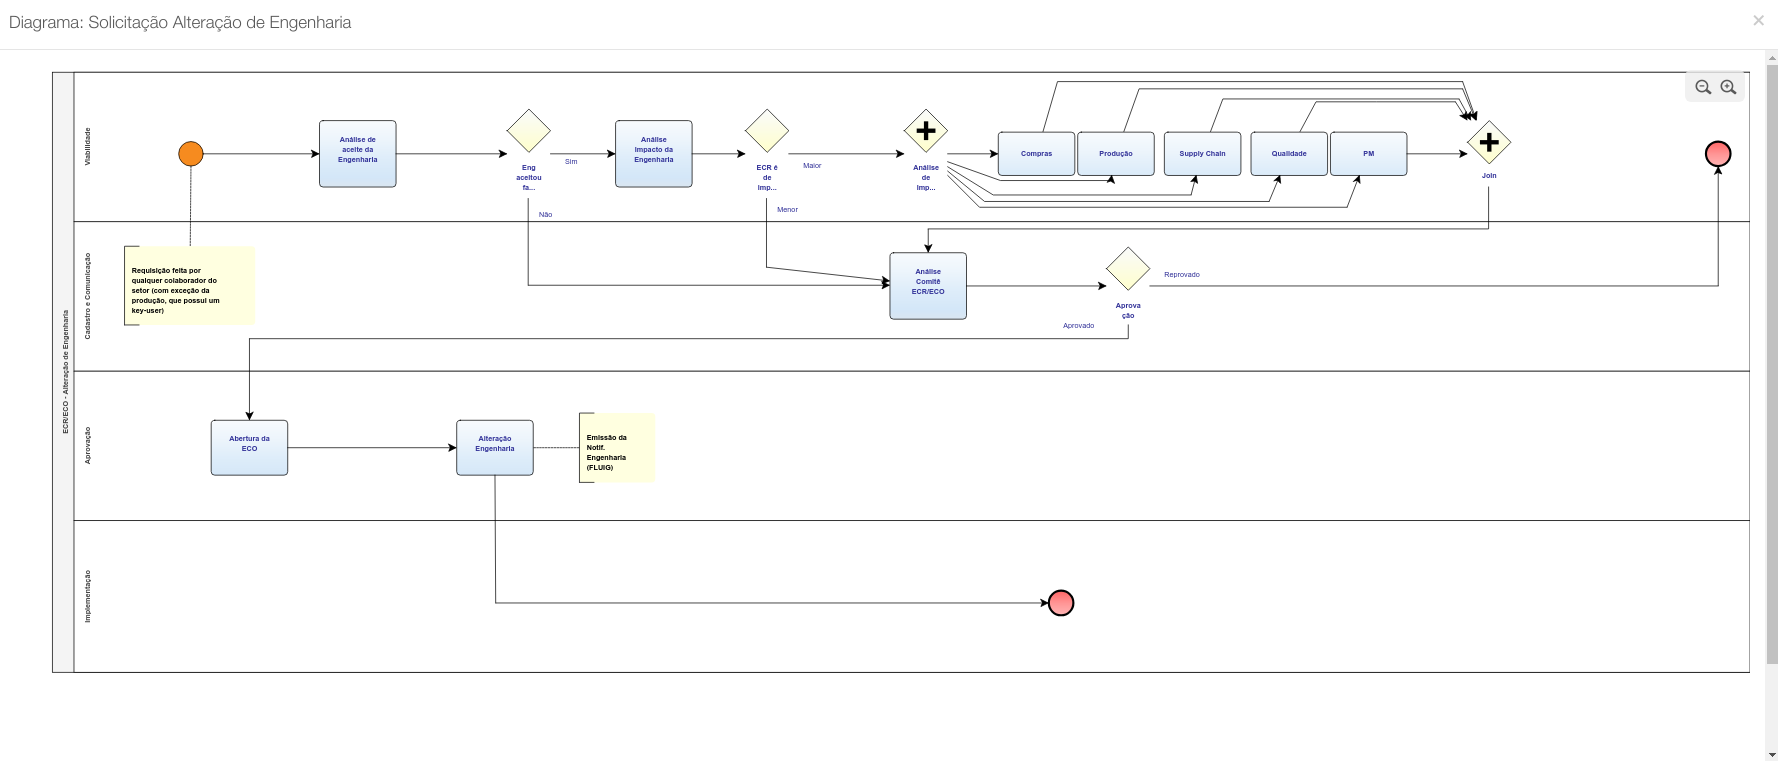 Diagrama: Solicitação Alteração de Engenharia
×
ECR/ECO - Alteração de Engenharia
Viabilidade
Análise de
aceite da
Engenharia
Eng
aceitou
fa...
Sim
Não
Análise
Impacto da
Engenharia
ECR é
de
Imp...
Maior
Menor
Análise
de
Imp...
Compras
Produção
Supply Chain
Qualidade
PM
Join
Cadastro e Comunicação
Requisição feita por
qualquer colaborador do
setor (com exceção da
produção, que possui um
key-user)
Análise
Comitê
ECR/ECO
Aprova
ção
Reprovado
Aprovado
Aprovação
Abertura da
ECO
Alteração
Engenharia
Emissão da
Notif.
Engenharia
(FLUIG)
Implementação